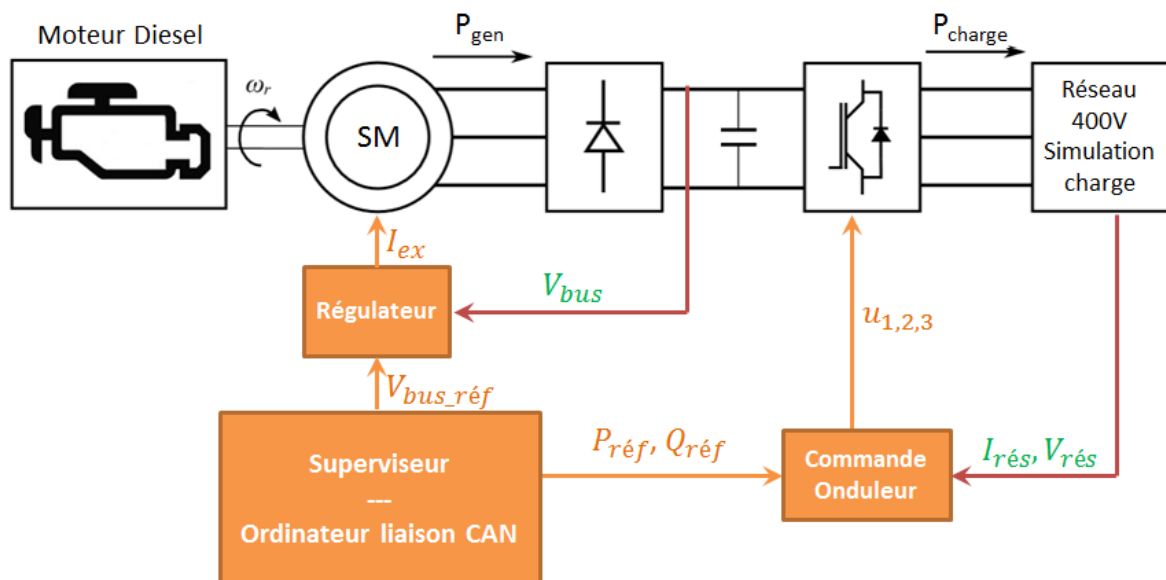 Moteur Diesel
P_gen
P_charge
ω_r
SM
Réseau
400V
Simulation
charge
I_ex
V_bus
Régulateur
u_1,2,3
V_bus_réf
P_réf, Q_réf
I_rés, V_rés
Superviseur
---
Ordinateur liaison CAN
Commande
Onduleur